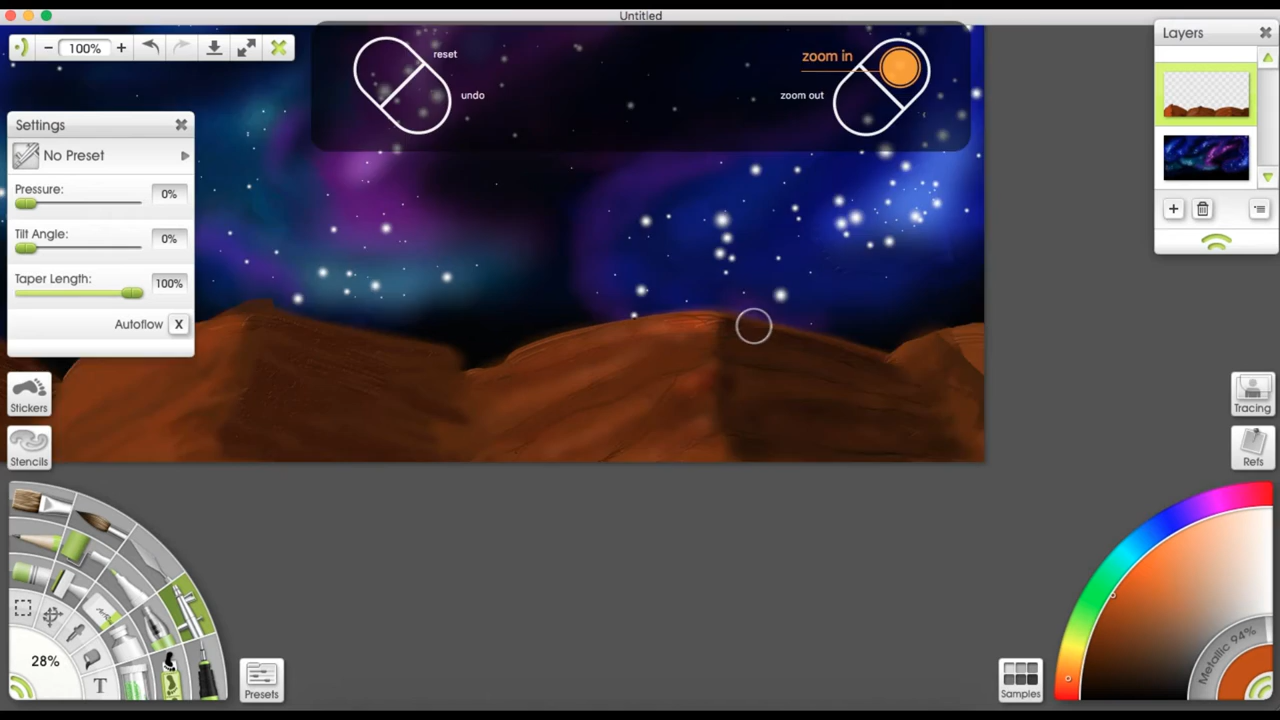 Untitled
100%
reset
undo
zoom in
zoom out
Layers
Settings
No Preset
Pressure:
0%
Tilt Angle:
0%
Taper Length:
100%
Autoflow X
Stickers
Stencils
Tracing
Refs
28%
T
Presets
Samples
Metallic 94%